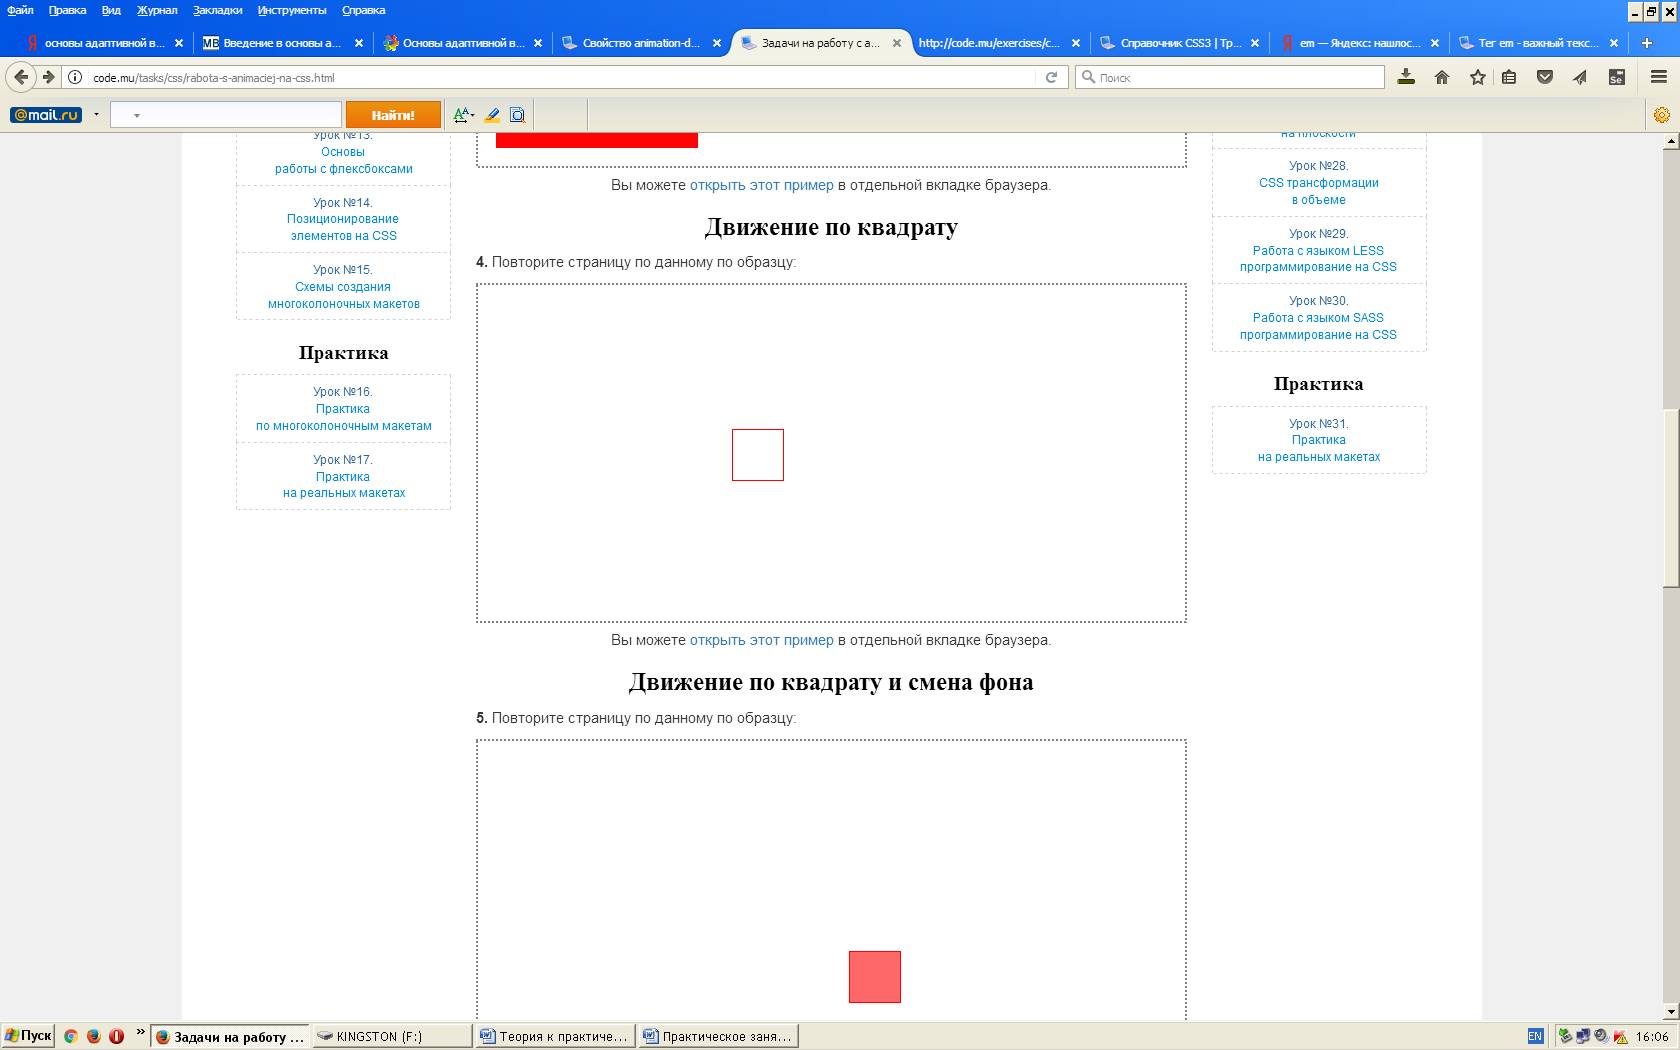 Файл Правка Вид Журнал Закладки Инструменты Справка
основы адаптивной в...
МВ Введение в основы а...
Основы адаптивной в...
Свойство animation-d...
Задачи на работу с а...
http://code.mu/exercises/c...
Справочник CSS3 | Тр...
em — Яндекс: нашлос...
Тег em - важный текс...
code.mu/tasks/css/rabota-s-animaciej-na-css.html
Поиск
Se
@mail.ru
Найти!
Урок №13.
Основы
работы с флексбоксами
Урок №14.
Позиционирование
элементов на CSS
Урок №15.
Схемы создания
многоколоночных макетов
Практика
Урок №16.
Практика
по многоколоночным макетам
Урок №17.
Практика
на реальных макетах
Вы можете открыть этот пример в отдельной вкладке браузера.
Движение по квадрату
4. Повторите страницу по данному по образцу:
Вы можете открыть этот пример в отдельной вкладке браузера.
Движение по квадрату и смена фона
5. Повторите страницу по данному по образцу:
на плоскости
Урок №28.
CSS трансформации
в объеме
Урок №29.
Работа с языком LESS
программирование на CSS
Урок №30.
Работа с языком SASS
программирование на CSS
Практика
Урок №31.
Практика
на реальных макетах
Пуск
Задачи на работу ...
KINGSTON (F:)
Теория к практиче...
Практическое заня...
EN
16:06